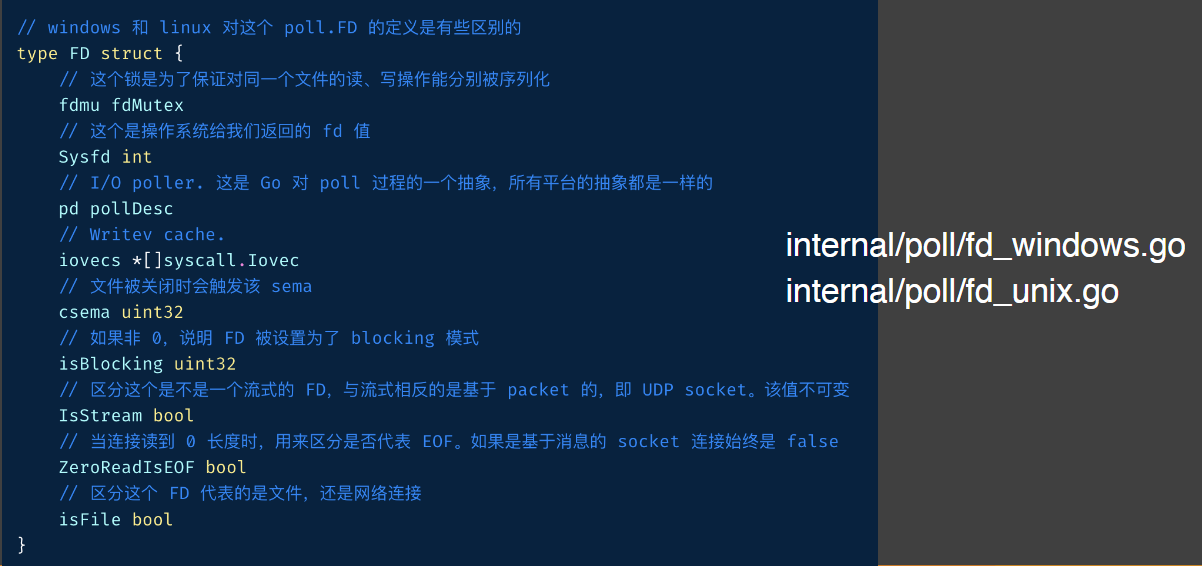 // windows 和 linux 对这个 poll.FD 的定义是有些区别的
type FD struct {
// 这个锁是为了保证对同一个文件的读、写操作能分别被序列化
fdmu fdMutex
// 这个是操作系统给我们返回的 fd 值
Sysfd int
// I/O poller. 这是 Go 对 poll 过程的一个抽象，所有平台的抽象都是一样的
pd pollDesc
// Writev cache.
iovecs *[]syscall.Iovec
// 文件被关闭时会触发该 sema
csema uint32
// 如果非 0，说明 FD 被设置为了 blocking 模式
isBlocking uint32
// 区分这个是不是一个流式的 FD，与流式相反的是基于 packet 的，即 UDP socket。该值不可变
IsStream bool
// 当连接读到 0 长度时，用来区分是否代表 EOF。如果是基于消息的 socket 连接始终是 false
ZeroReadIsEOF bool
// 区分这个 FD 代表的是文件，还是网络连接
isFile bool
}
internal/poll/fd_windows.go
internal/poll/fd_unix.go